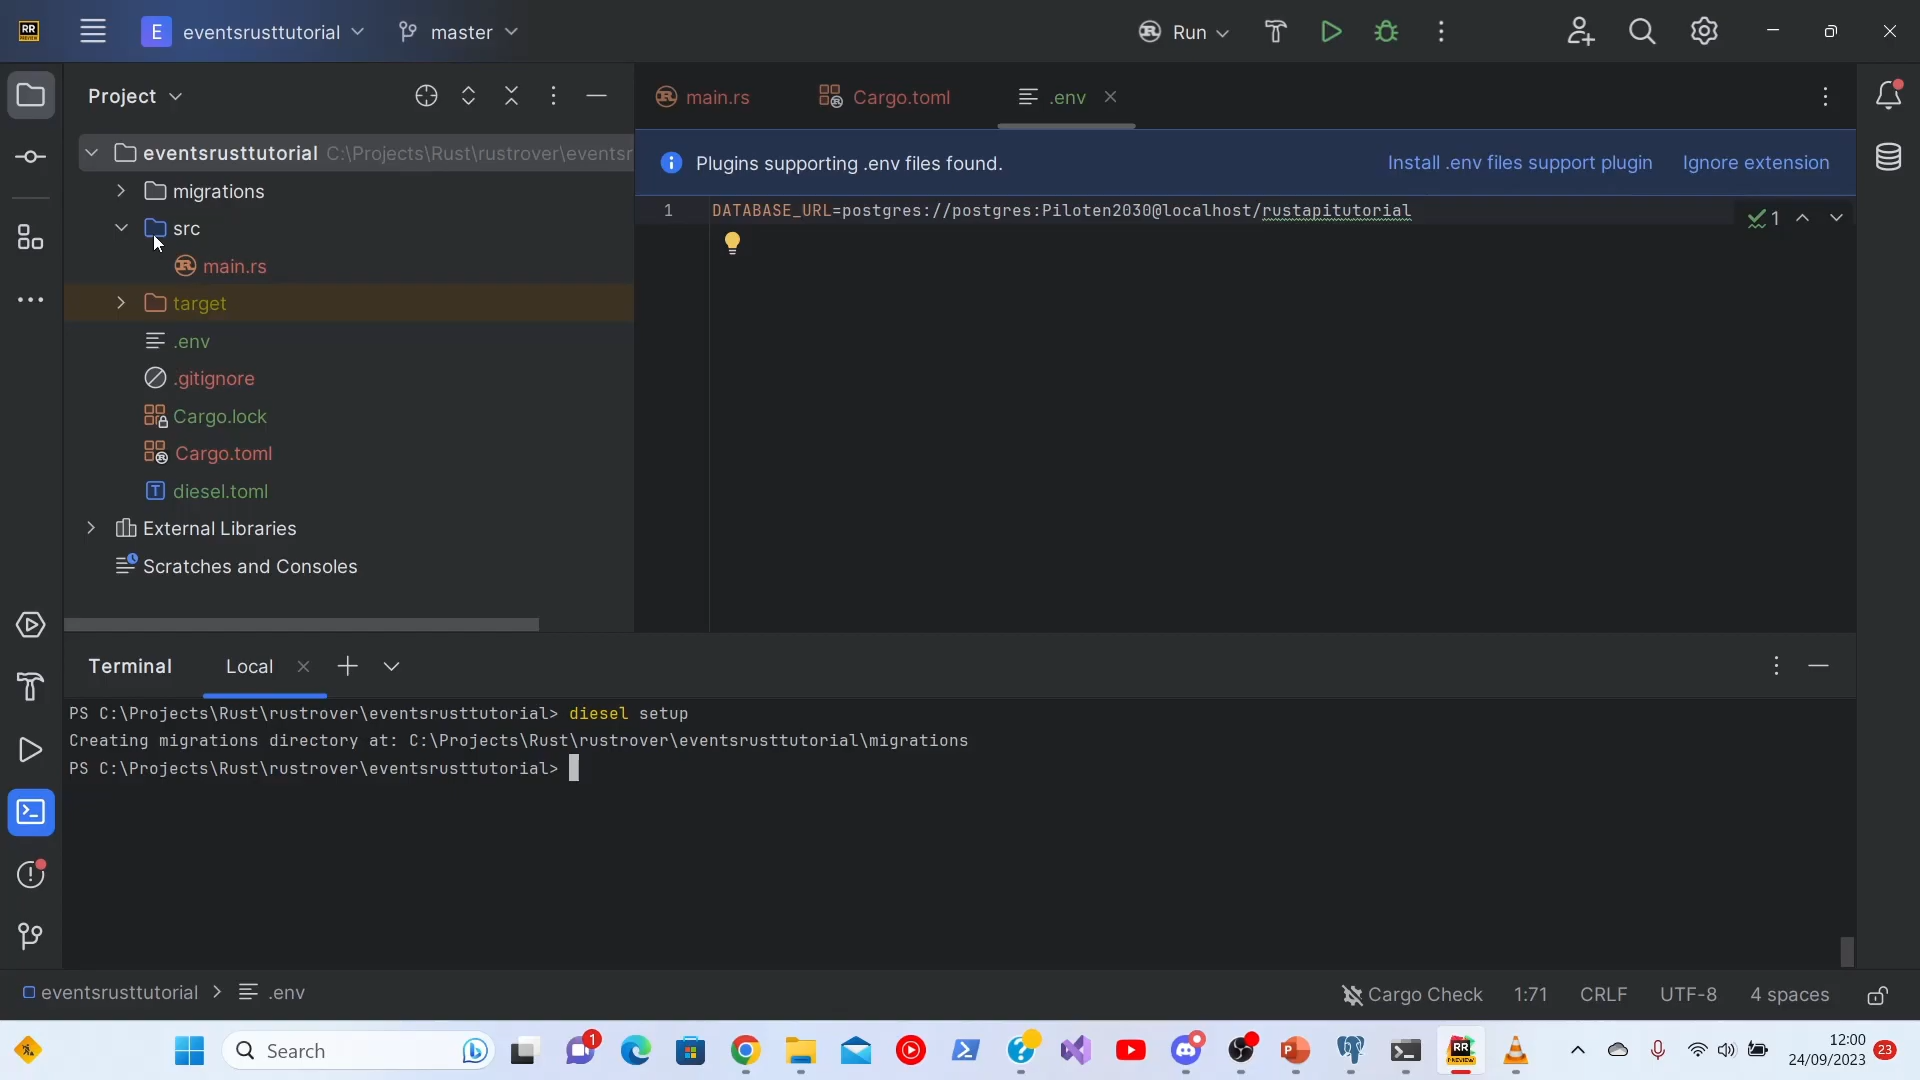 RR
E eventsrusttutorial
master
Run
Project
main.rs
Cargo.toml
.env
eventsrusttutorial C:\Projects\Rust\rustrover\eventsr
migrations
src
main.rs
target
.env
.gitignore
Cargo.lock
Cargo.toml
diesel.toml
External Libraries
Scratches and Consoles
Plugins supporting .env files found.
Install .env files support plugin
Ignore extension
1 DATABASE_URL=postgres://postgres:Piloten2030@localhost/rustapitutorial
1
Terminal
Local
PS C:\Projects\Rust\rustrover\eventsrusttutorial> diesel setup
Creating migrations directory at: C:\Projects\Rust\rustrover\eventsrusttutorial\migrations
PS C:\Projects\Rust\rustrover\eventsrusttutorial>
eventsrusttutorial > .env
Cargo Check
1:71
CRLF
UTF-8
4 spaces
Search
1
RR
PREVIEW
12:00
24/09/2023
23